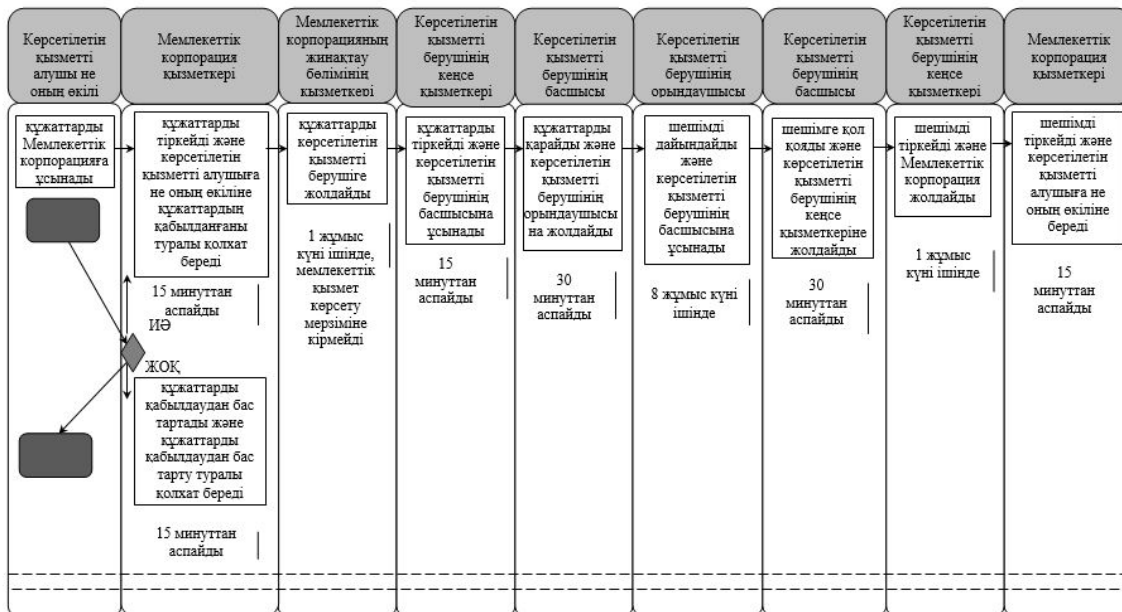 Көрсетілетін
қызметті
алушы не
оның өкілі
Мемлекеттік
корпорация
қызметкері
Мемлекеттік
корпорацияның
жинақтау
бөлімінің
қызметкері
Көрсетілетін
қызметті
берушінің
кеңсе
қызметкері
Көрсетілетін
қызметті
берушінің
басшысы
Көрсетілетін
қызметті
берушінің
орындаушысы
Көрсетілетін
қызметті
берушінің
басшысы
Көрсетілетін
қызметті
берушінің
кеңсе
қызметкері
Мемлекеттік
корпорация
қызметкері
құжаттарды
Мемлекеттік
корпорацияға
ұсынады
құжаттарды
тіркейді және
көрсетілетін
қызметті алушыға
не оның өкіліне
құжаттардың
қабылданғаны
туралы қолхат
береді
15 минуттан
аспайды
ИӘ
ЖОҚ
құжаттарды
қабылдаудан бас
тартады және
құжаттарды
қабылдаудан бас
тарту туралы
қолхат береді
15 минуттан
аспайды
құжаттарды
көрсетілетін
қызметті
берушіге
жолдайды
1 жұмыс
күні ішінде,
мемлекеттік
қызмет
көрсету
мерзіміне
кірмейді
құжаттарды
тіркейді және
көрсетілетін
қызметті
берушінің
басшысына
ұсынады
15
минуттан
аспайды
құжаттарды
қарайды және
көрсетілетін
қызметті
берушінің
орындаушысы
на жолдайды
30
минуттан
аспайды
шешімді
дайындайды
және
көрсетілетін
қызметті
берушінің
басшысына
ұсынады
8 жұмыс күні
ішінде
шешімге қол
қояды және
көрсетілетін
қызметті
берушінің
кеңсе
қызметкеріне
жолдайды
30
минуттан
аспайды
шешімді
тіркейді және
Мемлекеттік
корпорация
жолдайды
1 жұмыс
күні ішінде
шешімді
тіркейді және
көрсетілетін
қызметті
алушыға не
оның өкіліне
береді
15
минуттан
аспайды